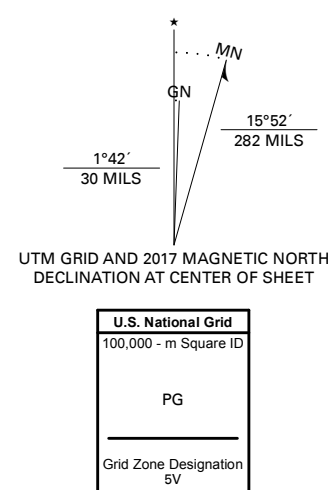 ★
MN
GN
15°52´
282 MILS
1°42´
30 MILS
UTM GRID AND 2017 MAGNETIC NORTH
DECLINATION AT CENTER OF SHEET
U.S. National Grid
100,000 - m Square ID
PG
Grid Zone Designation
5V